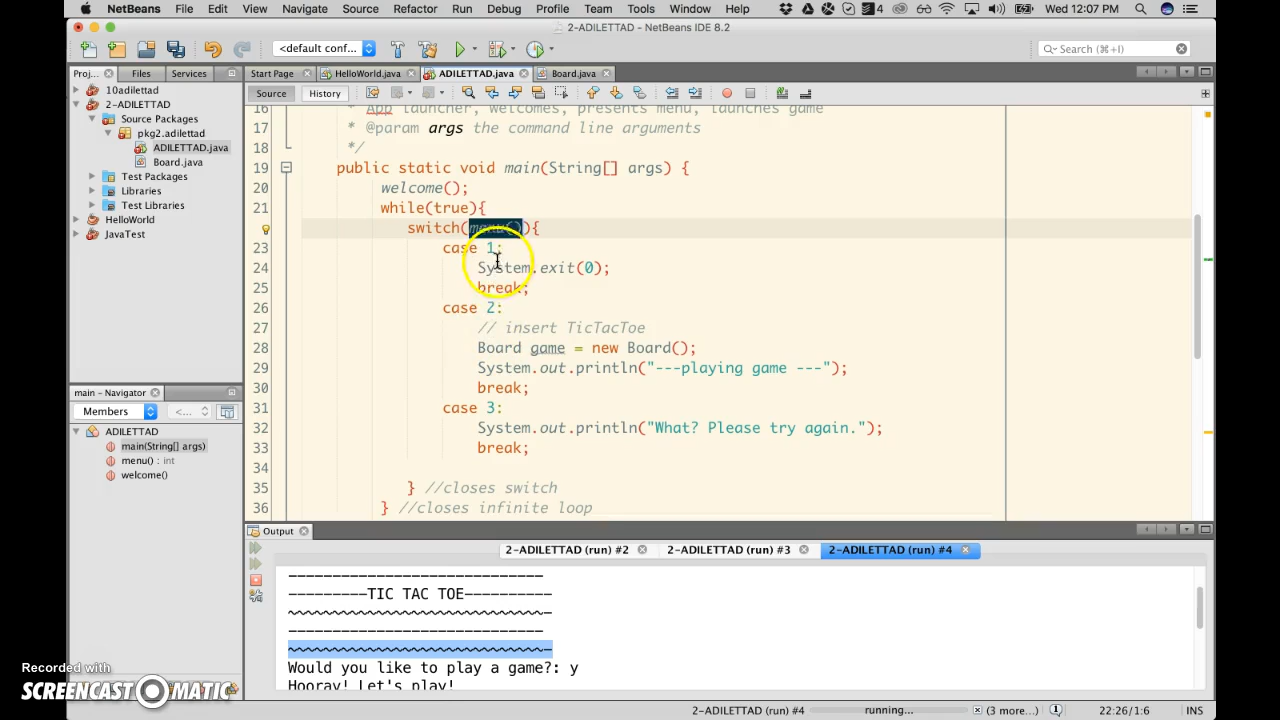 NetBeans File Edit View Navigate Source Refactor Run Debug Profile Team Tools Window Help 4 Wed 12:07 PM
2-ADILETTAD - NetBeans IDE 8.2
<default conf... Search (⌘+I)
Proj... Files Services Start Page HelloWorld.java ADILETTAD.java Board.java
Source History
10adilettad
2-ADILETTAD
Source Packages
pkg2.adilettad
ADILETTAD.java
Board.java
Test Packages
Libraries
Test Libraries
HelloWorld
JavaTest
16 * App launcher, welcomes, presents menu, launches game
17 * @param args the command line arguments
18 */
19 public static void main(String[] args) {
20 welcome();
21 while(true){
switch(menu()){
23 case 1:
24 System.exit(0);
25 break;
26 case 2:
27 // insert TicTacToe
28 Board game = new Board();
29 System.out.println("---playing game ---");
30 break;
31 case 3:
32 System.out.println("What? Please try again.");
33 break;
34
35 } //closes switch
36 } //closes infinite loop
main - Navigator
Members <...
ADILETTAD
main(String[] args)
menu() : int
welcome()
Output
2-ADILETTAD (run) #2 2-ADILETTAD (run) #3 2-ADILETTAD (run) #4
-----------------------------
---------TIC TAC TOE----------
~~~~~~~~~~~~~~~~~~~~~~~~~~~~~-
-----------------------------
~~~~~~~~~~~~~~~~~~~~~~~~~~~~~-
Would you like to play a game?: y
Hooray! Let's play!
2-ADILETTAD (run) #4 running... (3 more...) 22:26/1:6 INS
Recorded with
SCREENCAST-O-MATIC